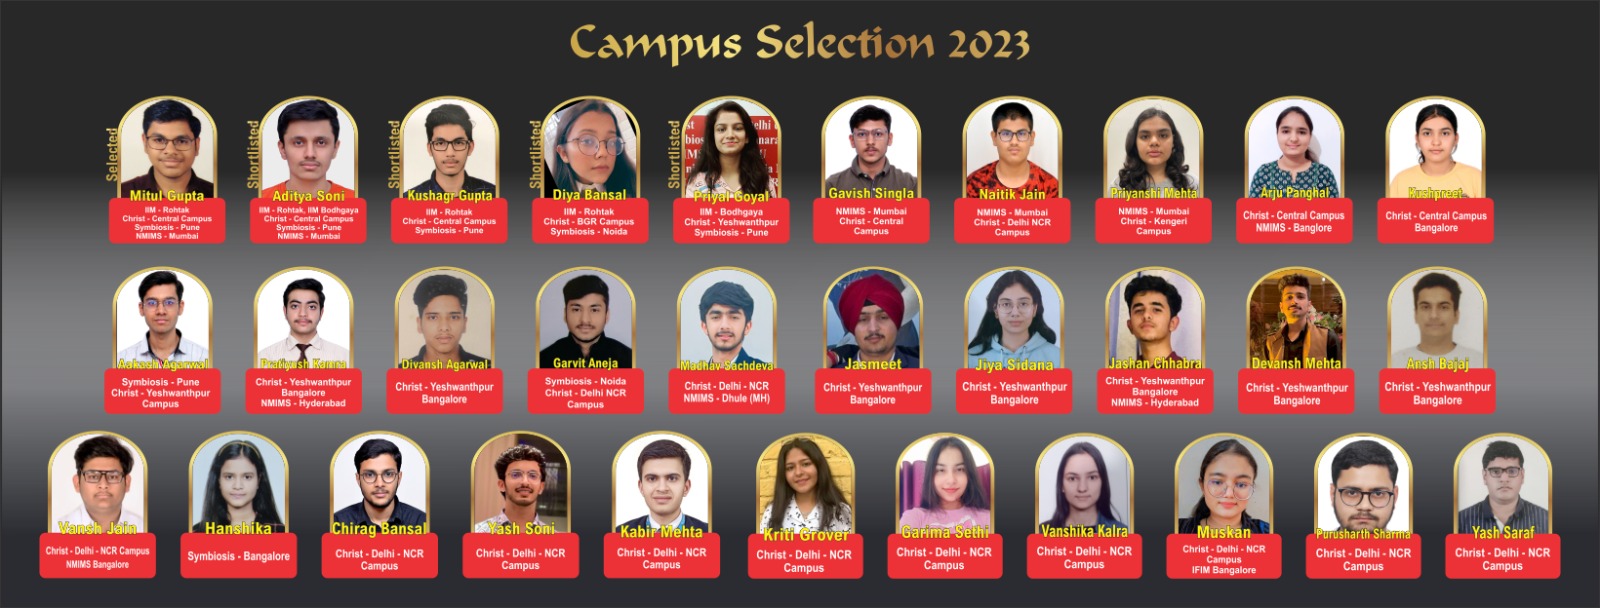 Campus Selection 2023
Selected
Mitul Gupta
IIM - Rohtak
Christ - Central Campus
Symbiosis - Pune
NMIMS - Mumbai
Shortlisted
Aditya Soni
IIM - Rohtak, IIM Bodhgaya
Christ - Central Campus
Symbiosis - Pune
NMIMS - Mumbai
Shortlisted
Kushagr Gupta
IIM - Rohtak
Christ - Central Campus
Symbiosis - Pune
Shortlisted
Diya Bansal
IIM - Rohtak
Christ - BGR Campus
Symbiosis - Noida
Shortlisted
Priyal Goyal
IIM - Bodhgaya
Christ - Yeshwanthpur
Symbiosis - Pune
Gavish Singla
NMIMS - Mumbai
Christ - Central
Campus
Naitik Jain
NMIMS - Mumbai
Christ - Delhi NCR
Campus
Priyanshi Mehta
NMIMS - Mumbai
Christ - Kengeri
Campus
Arju Panghal
Christ - Central Campus
NMIMS - Banglore
Kushpreet
Christ - Central Campus
Bangalore
Aakash Agarwal
Symbiosis - Pune
Christ - Yeshwanthpur
Campus
Pratiyush Kamra
Christ - Yeshwanthpur
Bangalore
NMIMS - Hyderabad
Divansh Agarwal
Christ - Yeshwanthpur
Bangalore
Garvit Aneja
Symbiosis - Noida
Christ - Delhi NCR
Campus
Madhav Sachdeva
Christ - Delhi - NCR
NMIMS - Dhule (MH)
Jasmeet
Christ - Yeshwanthpur
Bangalore
Jiya Sidana
Christ - Yeshwanthpur
Bangalore
Jashan Chhabra
Christ - Yeshwanthpur
Bangalore
NMIMS - Hyderabad
Devansh Mehta
Christ - Yeshwanthpur
Bangalore
Ansh Bajaj
Christ - Yeshwanthpur
Bangalore
Vansh Jain
Christ - Delhi - NCR Campus
NMIMS Bangalore
Hanshika
Symbiosis - Bangalore
Chirag Bansal
Christ - Delhi - NCR
Campus
Yash Soni
Christ - Delhi - NCR
Campus
Kabir Mehta
Christ - Delhi - NCR
Campus
Kriti Grover
Christ - Delhi - NCR
Campus
Garima Sethi
Christ - Delhi - NCR
Campus
Vanshika Kalra
Christ - Delhi - NCR
Campus
Muskan
Christ - Delhi - NCR
Campus
IFIM Bangalore
Purusharth Sharma
Christ - Delhi - NCR
Campus
Yash Saraf
Christ - Delhi - NCR
Campus